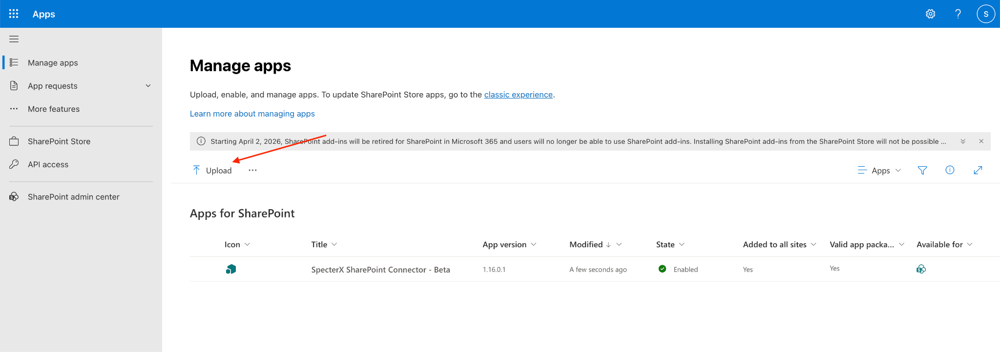 Apps
S
Manage apps
App requests
More features
SharePoint Store
API access
SharePoint admin center
Manage apps
Upload, enable, and manage apps. To update SharePoint Store apps, go to the classic experience.
Learn more about managing apps
Starting April 2, 2026, SharePoint add-ins will be retired for SharePoint in Microsoft 365 and users will no longer be able to use SharePoint add-ins. Installing SharePoint add-ins from the SharePoint Store will not be possible ...
Upload
Apps
Apps for SharePoint
Icon Title App version Modified State Added to all sites Valid app packa... Available for
SpecterX SharePoint Connector - Beta 1.16.0.1 A few seconds ago Enabled Yes Yes